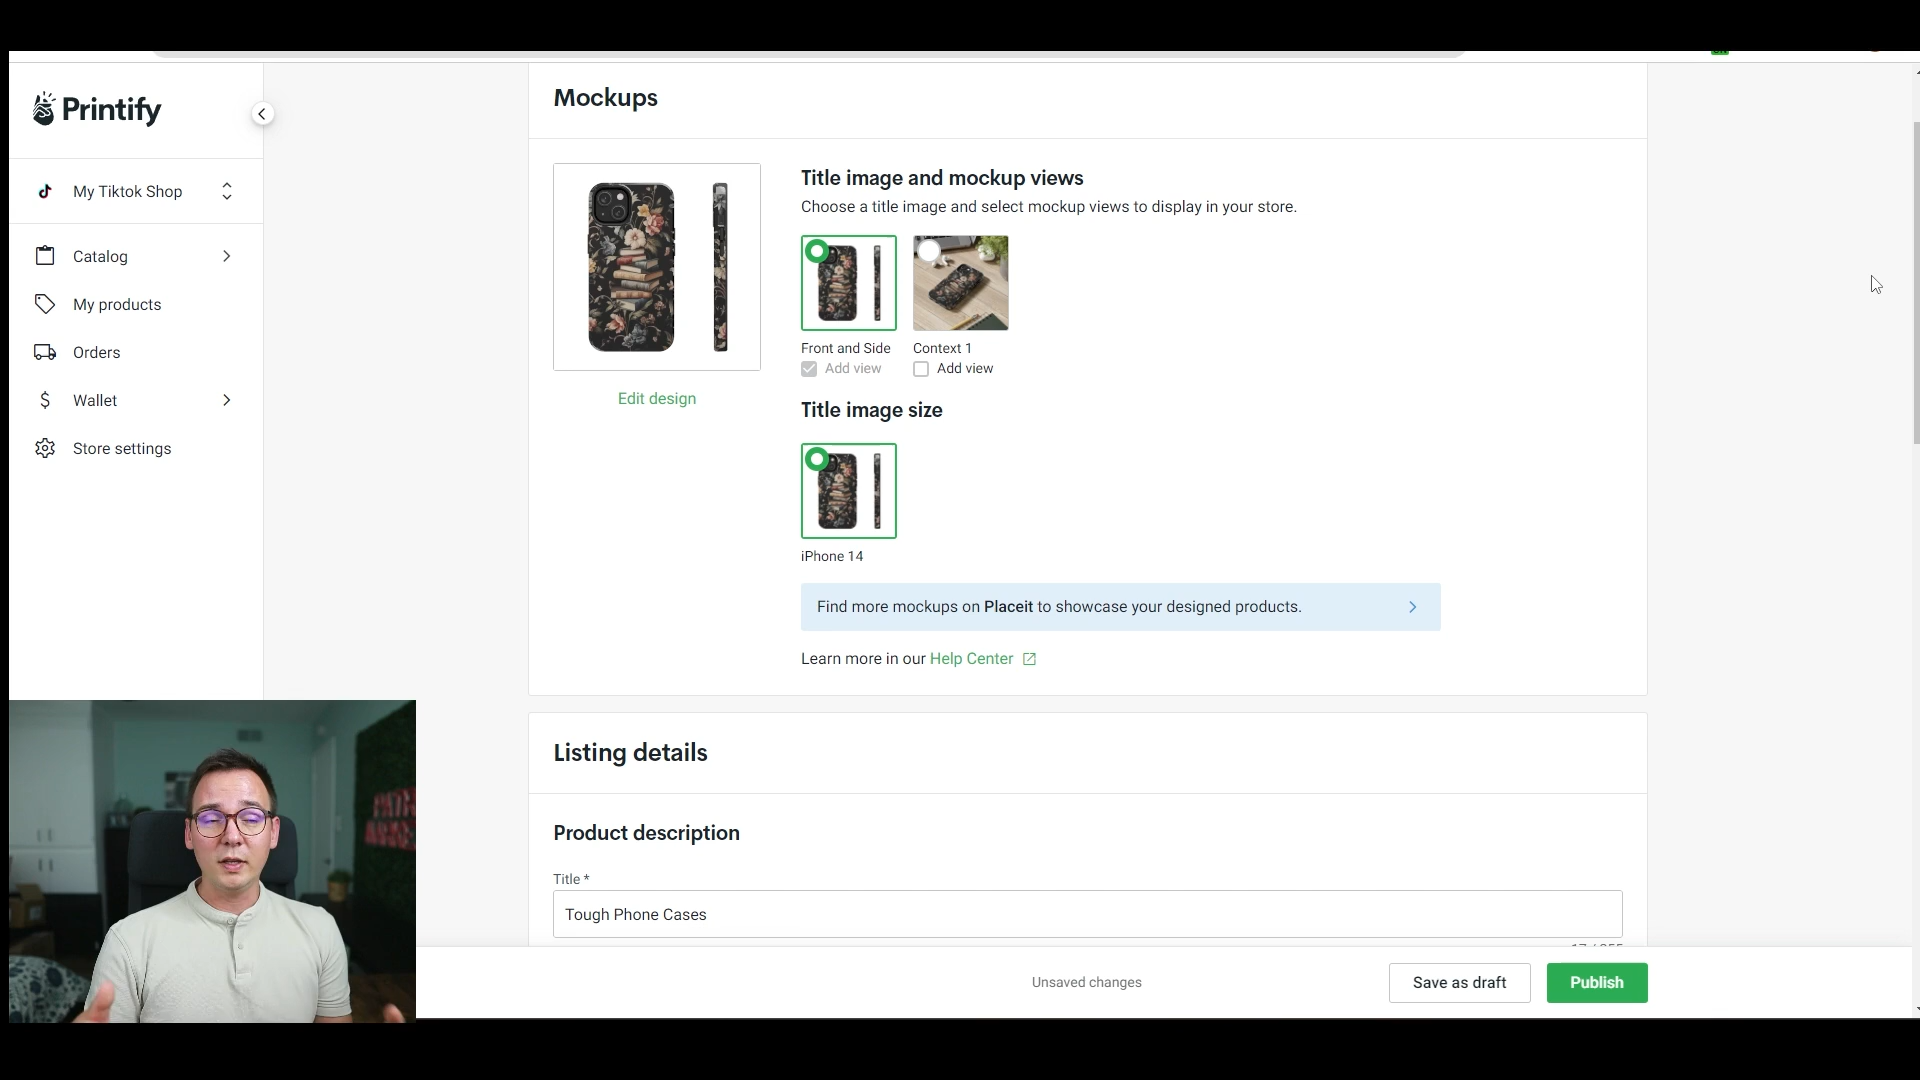 Printify
My Tiktok Shop
Catalog
My products
Orders
Wallet
Store settings
Mockups
Edit design
Title image and mockup views
Choose a title image and select mockup views to display in your store.
Front and Side
Add view
Context 1
Add view
Title image size
iPhone 14
Find more mockups on Placeit to showcase your designed products.
Learn more in our Help Center
Listing details
Product description
Title *
Tough Phone Cases
Unsaved changes
Save as draft
Publish